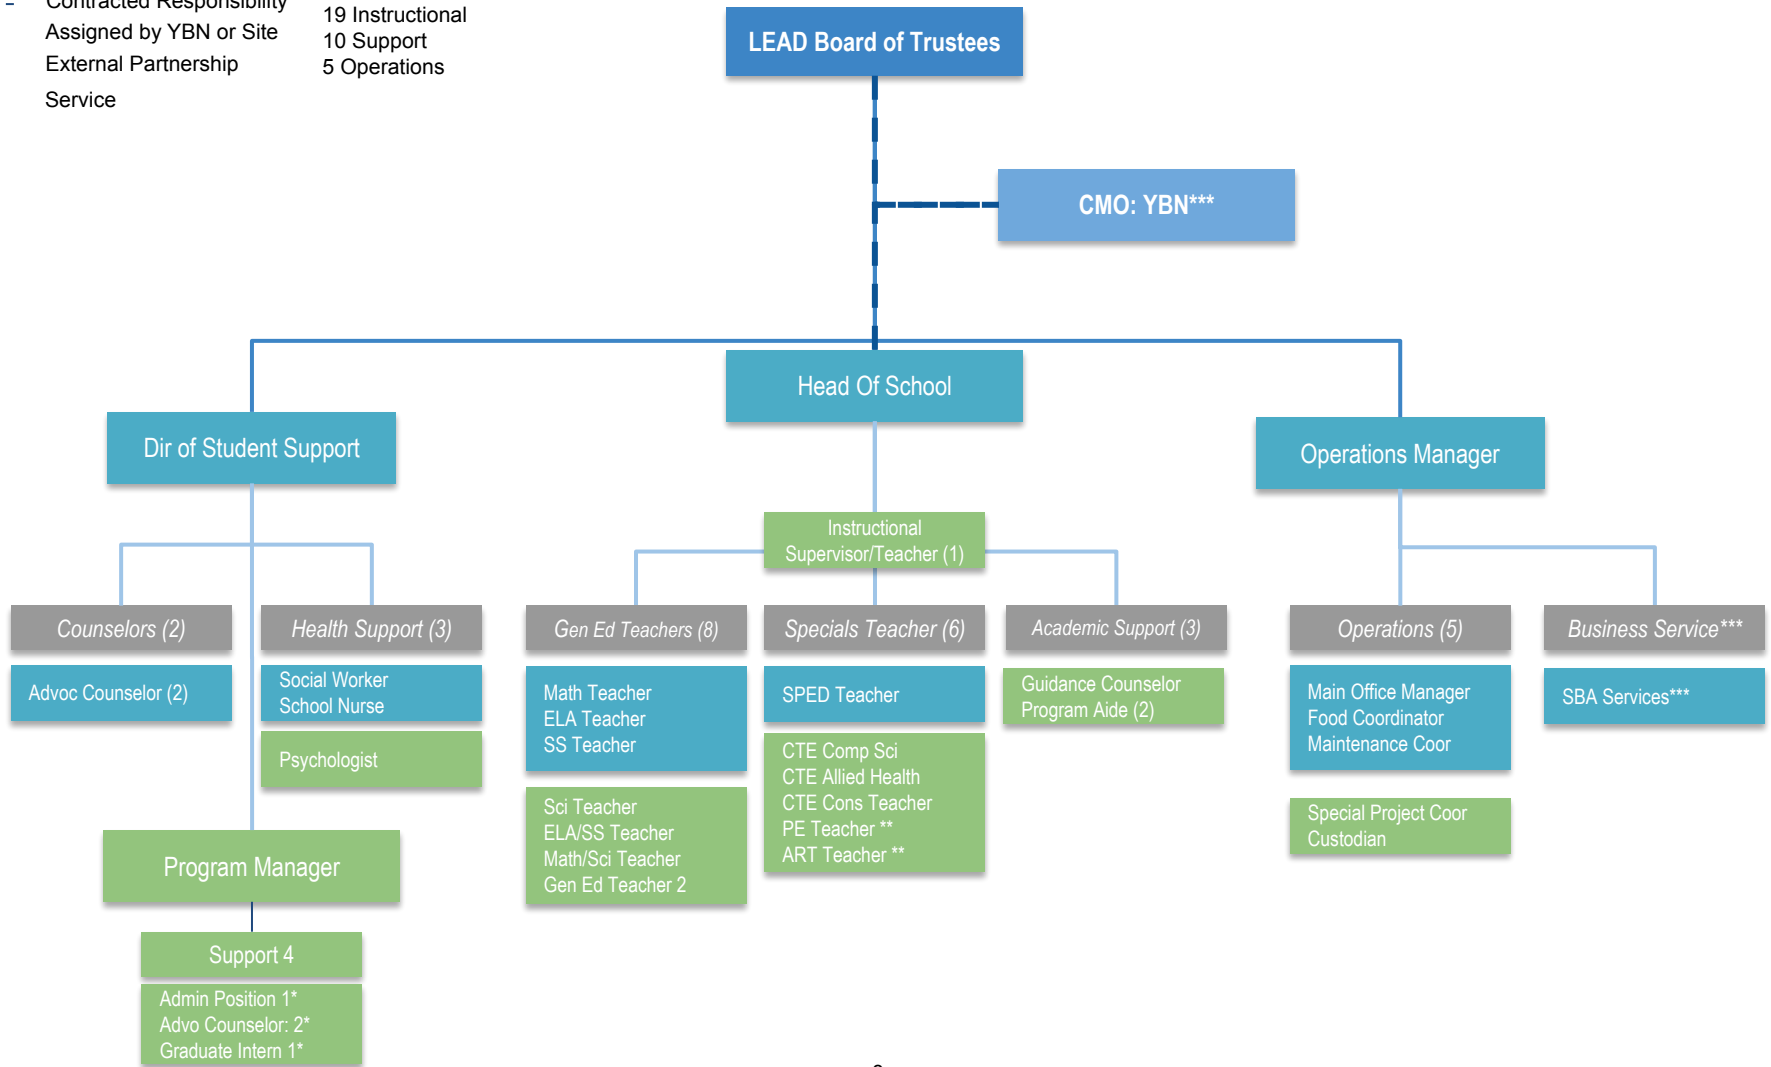 Contracted Responsibility
Assigned by YBN or Site
External Partnership
Service
19 Instructional
10 Support
5 Operations
LEAD Board of Trustees
CMO: YBN***
Head Of School
Dir of Student Support
Operations Manager
Instructional
Supervisor/Teacher (1)
Counselors (2)
Health Support (3)
Gen Ed Teachers (8)
Specials Teacher (6)
Academic Support (3)
Operations (5)
Business Service***
Advoc Counselor (2)
Social Worker
School Nurse
Psychologist
Math Teacher
ELA Teacher
SS Teacher
Sci Teacher
ELA/SS Teacher
Math/Sci Teacher
Gen Ed Teacher 2
SPED Teacher
CTE Comp Sci
CTE Allied Health
CTE Cons Teacher
PE Teacher **
ART Teacher **
Guidance Counselor
Program Aide (2)
Main Office Manager
Food Coordinator
Maintenance Coor
Special Project Coor
Custodian
SBA Services***
Program Manager
Support 4
Admin Position 1*
Advo Counselor: 2*
Graduate Intern 1*